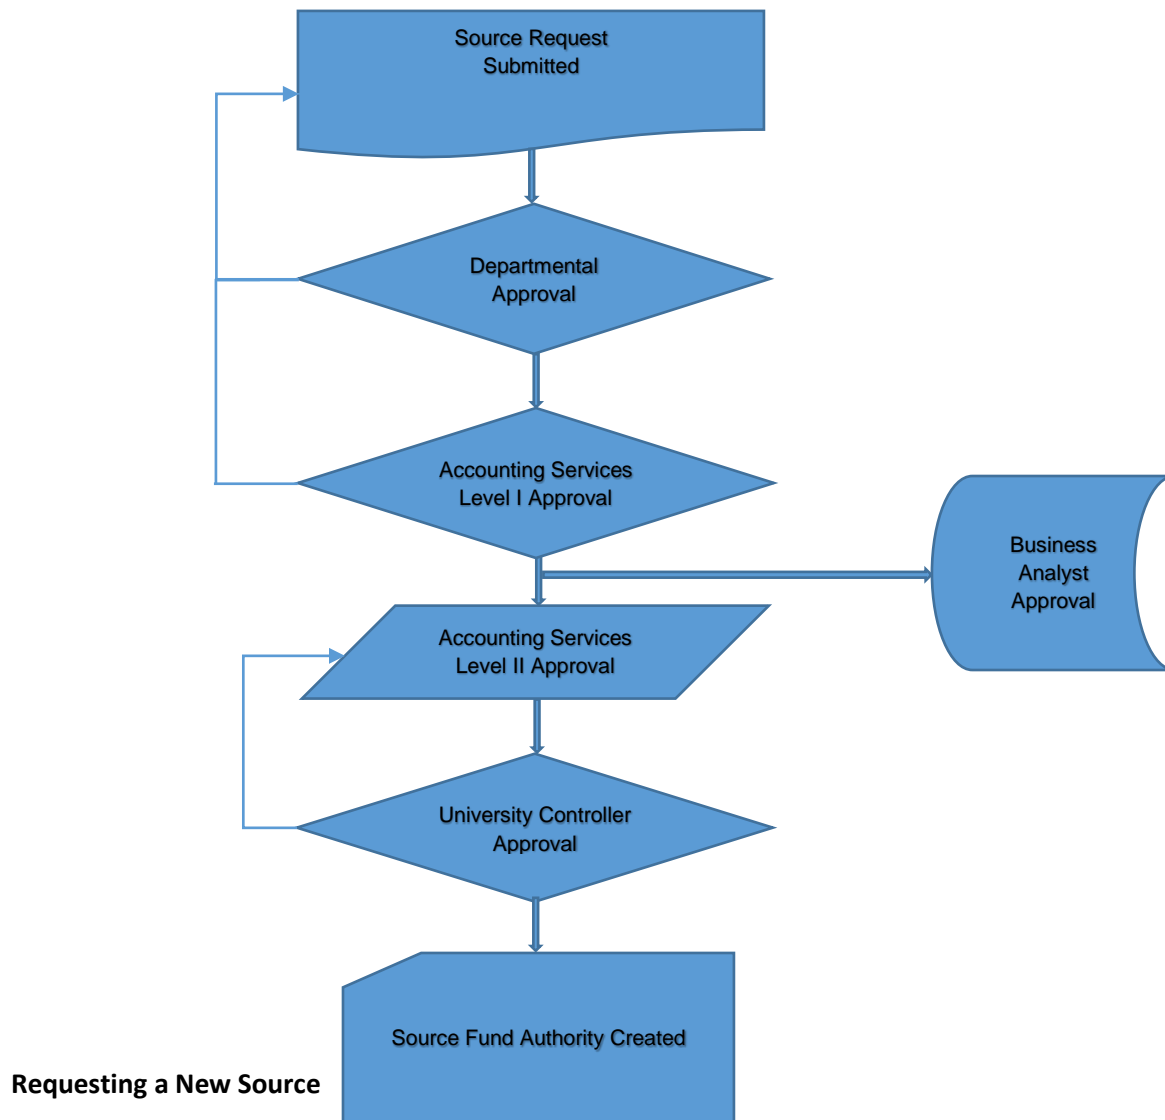 Source Request
Submitted
Departmental
Approval
Accounting Services
Level I Approval
Business
Analyst
Approval
Accounting Services
Level II Approval
University Controller
Approval
Source Fund Authority Created
Requesting a New Source